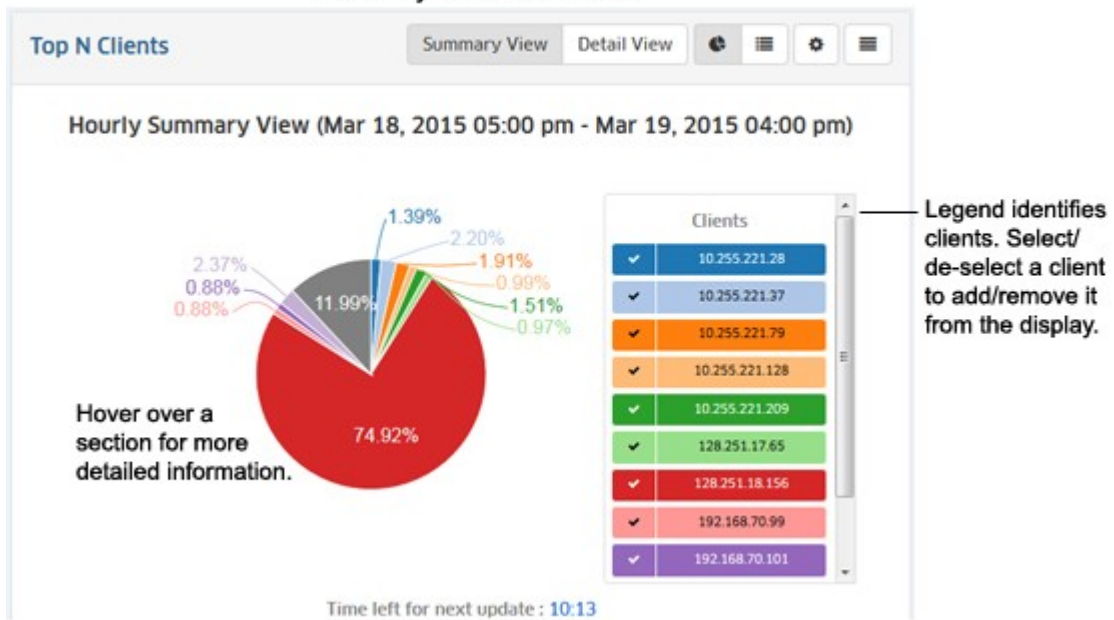 Top N Clients
Summary View
Detail View
Hourly Summary View (Mar 18, 2015 05:00 pm - Mar 19, 2015 04:00 pm)
1.39%
2.20%
1.91%
0.99%
1.51%
0.97%
74.92%
0.88%
0.88%
2.37%
11.99%
Hover over a
section for more
detailed information.
Clients
10.255.221.28
10.255.221.37
10.255.221.79
10.255.221.128
10.255.221.209
128.251.17.65
128.251.18.156
192.168.70.99
192.168.70.101
Legend identifies
clients. Select/
de-select a client
to add/remove it
from the display.
Time left for next update : 10:13